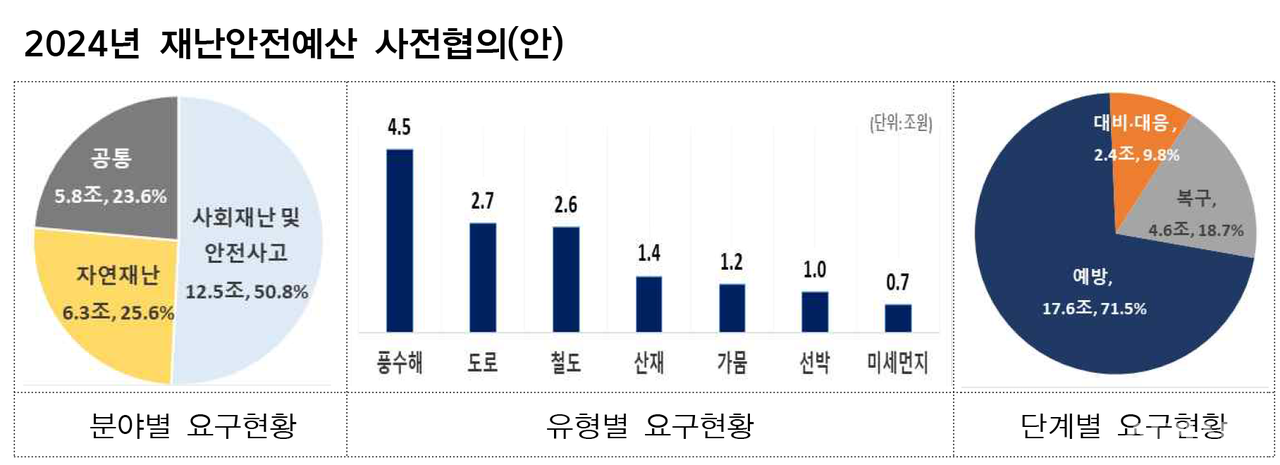 2024년 재난안전예산 사전협의(안)
공통
5.8조, 23.6%
사회재난 및
안전사고
12.5조, 50.8%
자연재난
6.3조, 25.6%
분야별 요구현황
(단위:조원)
4.5
2.7
2.6
1.4
1.2
1.0
0.7
풍수해
도로
철도
산재
가뭄
선박
미세먼지
유형별 요구현황
대비·대응,
2.4조, 9.8%
복구,
4.6조, 18.7%
예방,
17.6조, 71.5%
단계별 요구현황